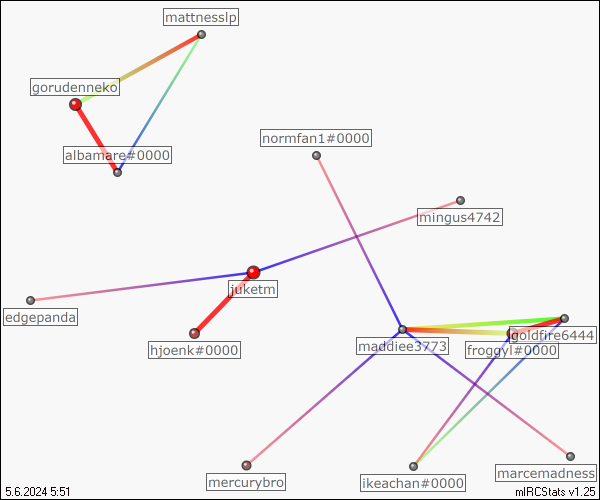 mattnesslp
gorudenneko
normfan1#0000
albamare#0000
mingus4742
juketm
edgepanda
goldfire6444
maddiee3773
froggyl#0000
hjoenk#0000
marcemadness
mercurybro
ikeachan#0000
5.6.2024 5:51
mIRCStats v1.25